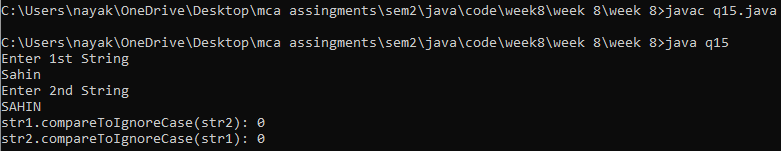 C:\Users\nayak\OneDrive\Desktop\mca assingments\sem2\java\code\week8\week 8\week 8>javac q15.java
C:\Users\nayak\OneDrive\Desktop\mca assingments\sem2\java\code\week8\week 8\week 8>java q15
Enter 1st String
Sahin
Enter 2nd String
SAHIN
str1.compareToIgnoreCase(str2): 0
str2.compareToIgnoreCase(str1): 0